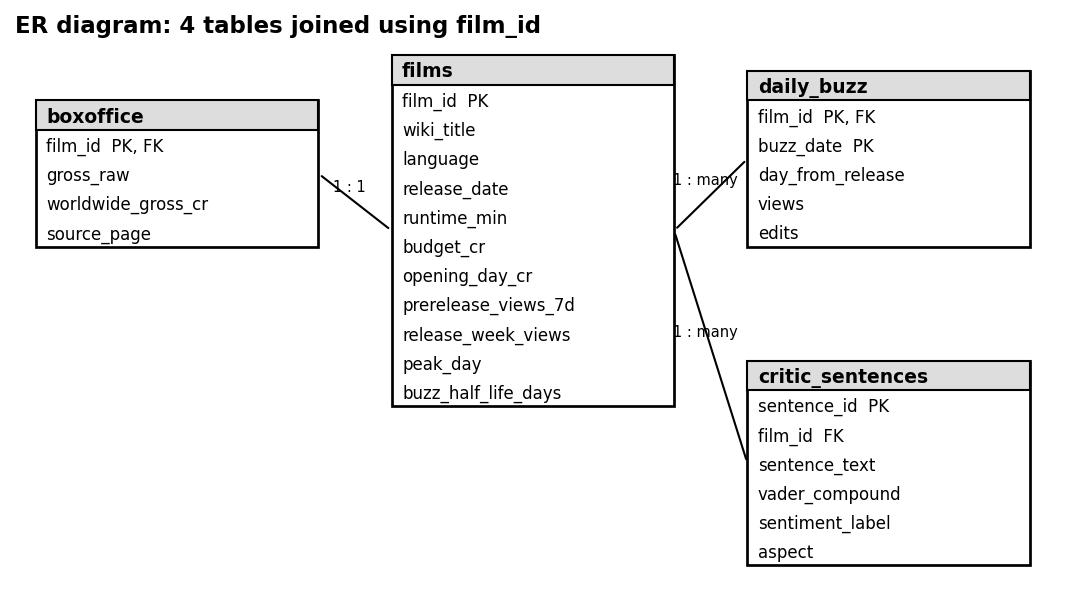 ER diagram: 4 tables joined using film_id
boxoffice
film_id  PK, FK
gross_raw
worldwide_gross_cr
source_page
1 : 1
films
film_id  PK
wiki_title
language
release_date
runtime_min
budget_cr
opening_day_cr
prerelease_views_7d
release_week_views
peak_day
buzz_half_life_days
1 : many
1 : many
daily_buzz
film_id  PK, FK
buzz_date  PK
day_from_release
views
edits
critic_sentences
sentence_id  PK
film_id  FK
sentence_text
vader_compound
sentiment_label
aspect